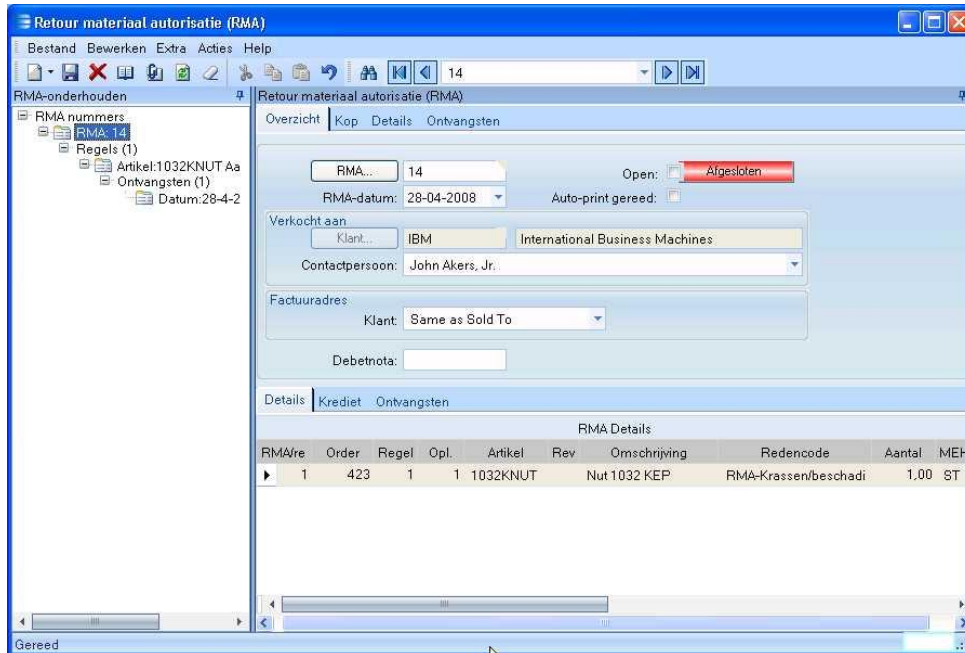 Retour materiaal autorisatie (RMA)
Bestand Bewerken Extra Acties Help
14
RMA-onderhouden
RMA nummers
RMA: 14
Regels (1)
Artikel:1032KNUT Aa
Ontvangsten (1)
Datum:28-4-2
Retour materiaal autorisatie (RMA)
Overzicht Kop Details Ontvangsten
RMA... 14 Open: Afgesloten
RMA-datum: 28-04-2008 Auto-print gereed:
Verkocht aan
Klant... IBM International Business Machines
Contactpersoon: John Akers, Jr.
Factuuradres
Klant: Same as Sold To
Debetnota:
Details Krediet Ontvangsten
RMA Details
RMA/re Order Regel Opl. Artikel Rev Omschrijving Redencode Aantal MEH
1 423 1 1 1032KNUT Nut 1032 KEP RMA-Krassen/beschadi 1,00 ST
Gereed